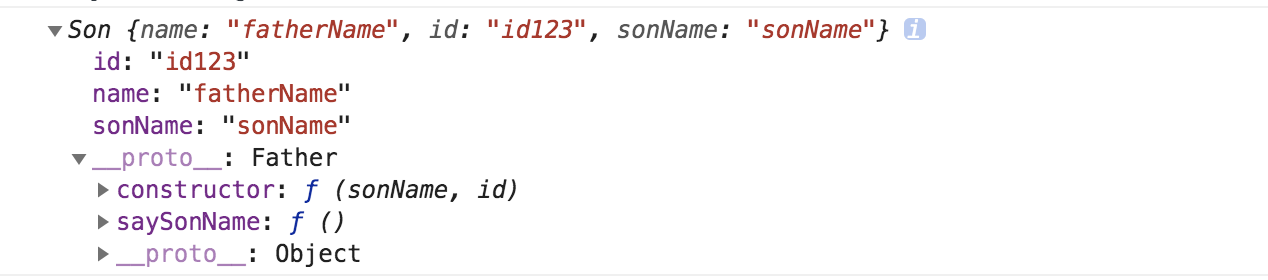 ▼Son {name: "fatherName", id: "id123", sonName: "sonName"} i
id: "id123"
name: "fatherName"
sonName: "sonName"
▼__proto__: Father
▶constructor: ƒ (sonName, id)
▶saySonName: ƒ ()
▶__proto__: Object